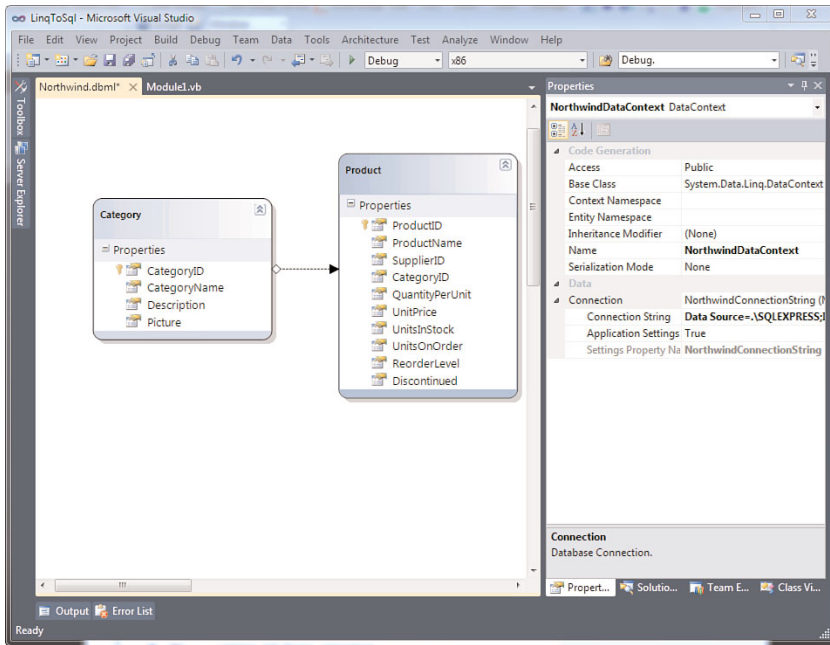 LinqToSql - Microsoft Visual Studio
File Edit View Project Build Debug Team Data Tools Architecture Test Analyze Window Help
Debug x86 Debug.
Toolbox
Server Explorer
Northwind.dbml* Module1.vb
Category
Properties
CategoryID
CategoryName
Description
Picture
Product
Properties
ProductID
ProductName
SupplierID
CategoryID
QuantityPerUnit
UnitPrice
UnitsInStock
UnitsOnOrder
ReorderLevel
Discontinued
Properties
NorthwindDataContext DataContext
Code Generation
Access Public
Base Class System.Data.Linq.DataContext
Context Namespace
Entity Namespace
Inheritance Modifier (None)
Name NorthwindDataContext
Serialization Mode None
Data
Connection NorthwindConnectionString (
Connection String Data Source=.\SQLEXPRESS;
Application Settings True
Settings Property Na NorthwindConnectionString
Connection
Database Connection.
Propert... Solutio... Team E... Class Vi...
Output Error List
Ready